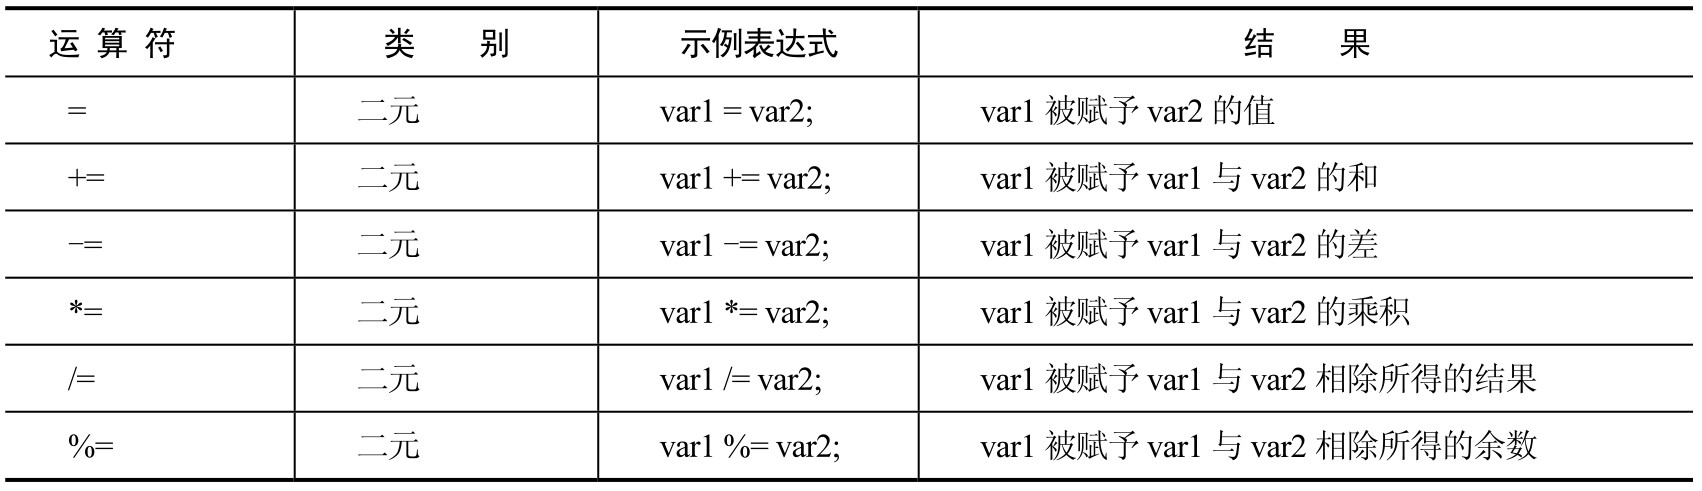 运算符 类别 示例表达式 结果
= 二元 var1 = var2; var1 被赋予 var2 的值
+= 二元 var1 += var2; var1 被赋予 var1 与 var2 的和
-= 二元 var1 -= var2; var1 被赋予 var1 与 var2 的差
*= 二元 var1 *= var2; var1 被赋予 var1 与 var2 的乘积
/= 二元 var1 /= var2; var1 被赋予 var1 与 var2 相除所得的结果
%= 二元 var1 %= var2; var1 被赋予 var1 与 var2 相除所得的余数